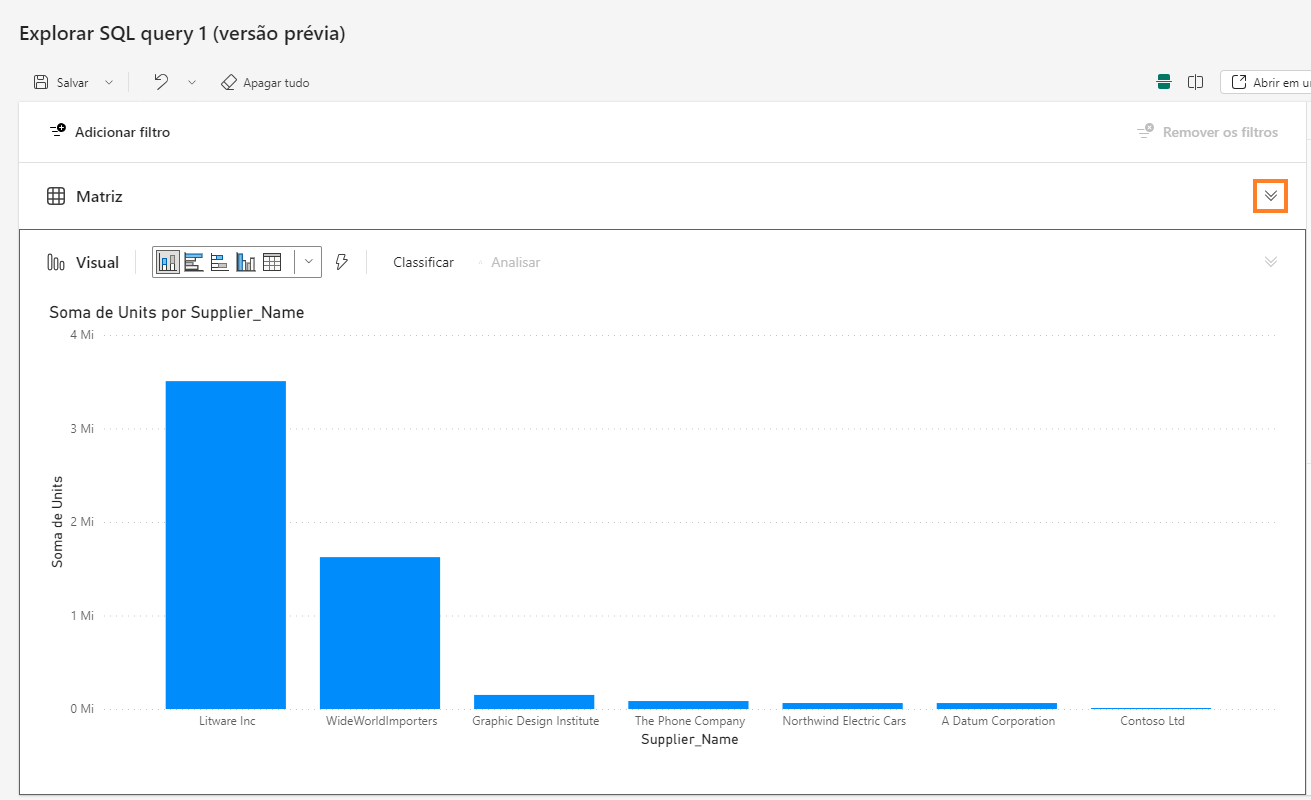 Explorar SQL query 1 (versão prévia)
Salvar
Apagar tudo
Abrir em u
Adicionar filtro
Remover os filtros
Matriz
Visual
Classificar
Analisar
Soma de Units por Supplier_Name
4 Mi
3 Mi
2 Mi
1 Mi
0 Mi
Soma de Units
Litware Inc
WideWorldImporters
Graphic Design Institute
The Phone Company
Northwind Electric Cars
A Datum Corporation
Contoso Ltd
Supplier_Name